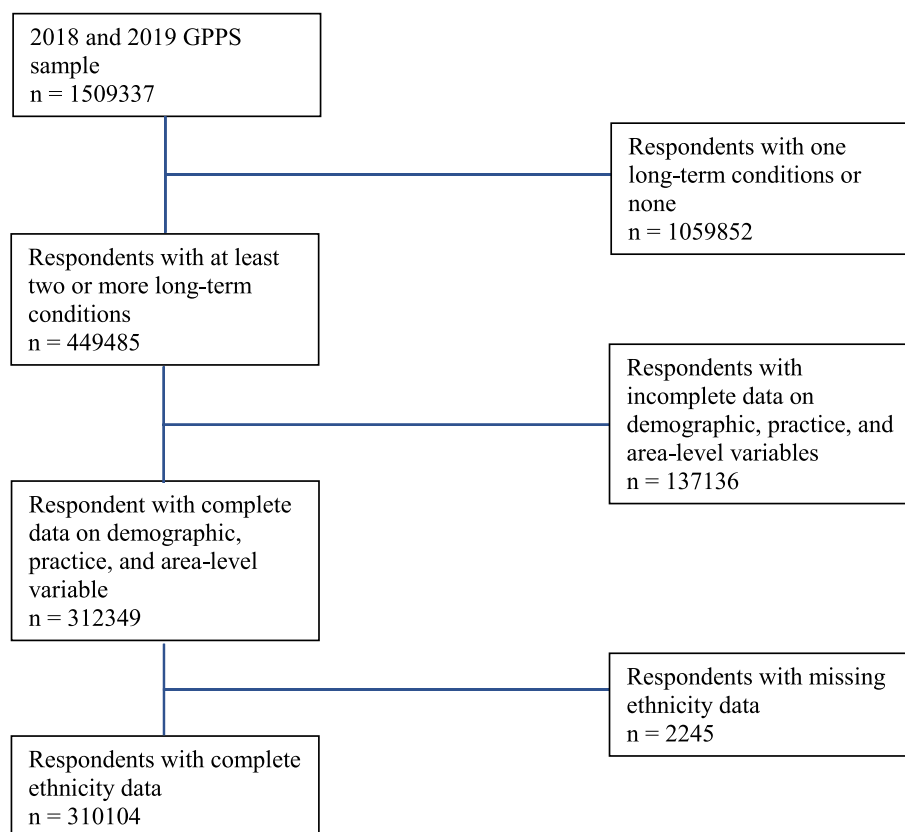 2018 and 2019 GPPS
sample
n = 1509337
Respondents with one
long-term conditions or
none
n = 1059852
Respondents with at least
two or more long-term
conditions
n = 449485
Respondents with
incomplete data on
demographic, practice, and
area-level variables
n = 137136
Respondent with complete
data on demographic,
practice, and area-level
variable
n = 312349
Respondents with missing
ethnicity data
n = 2245
Respondents with complete
ethnicity data
n = 310104